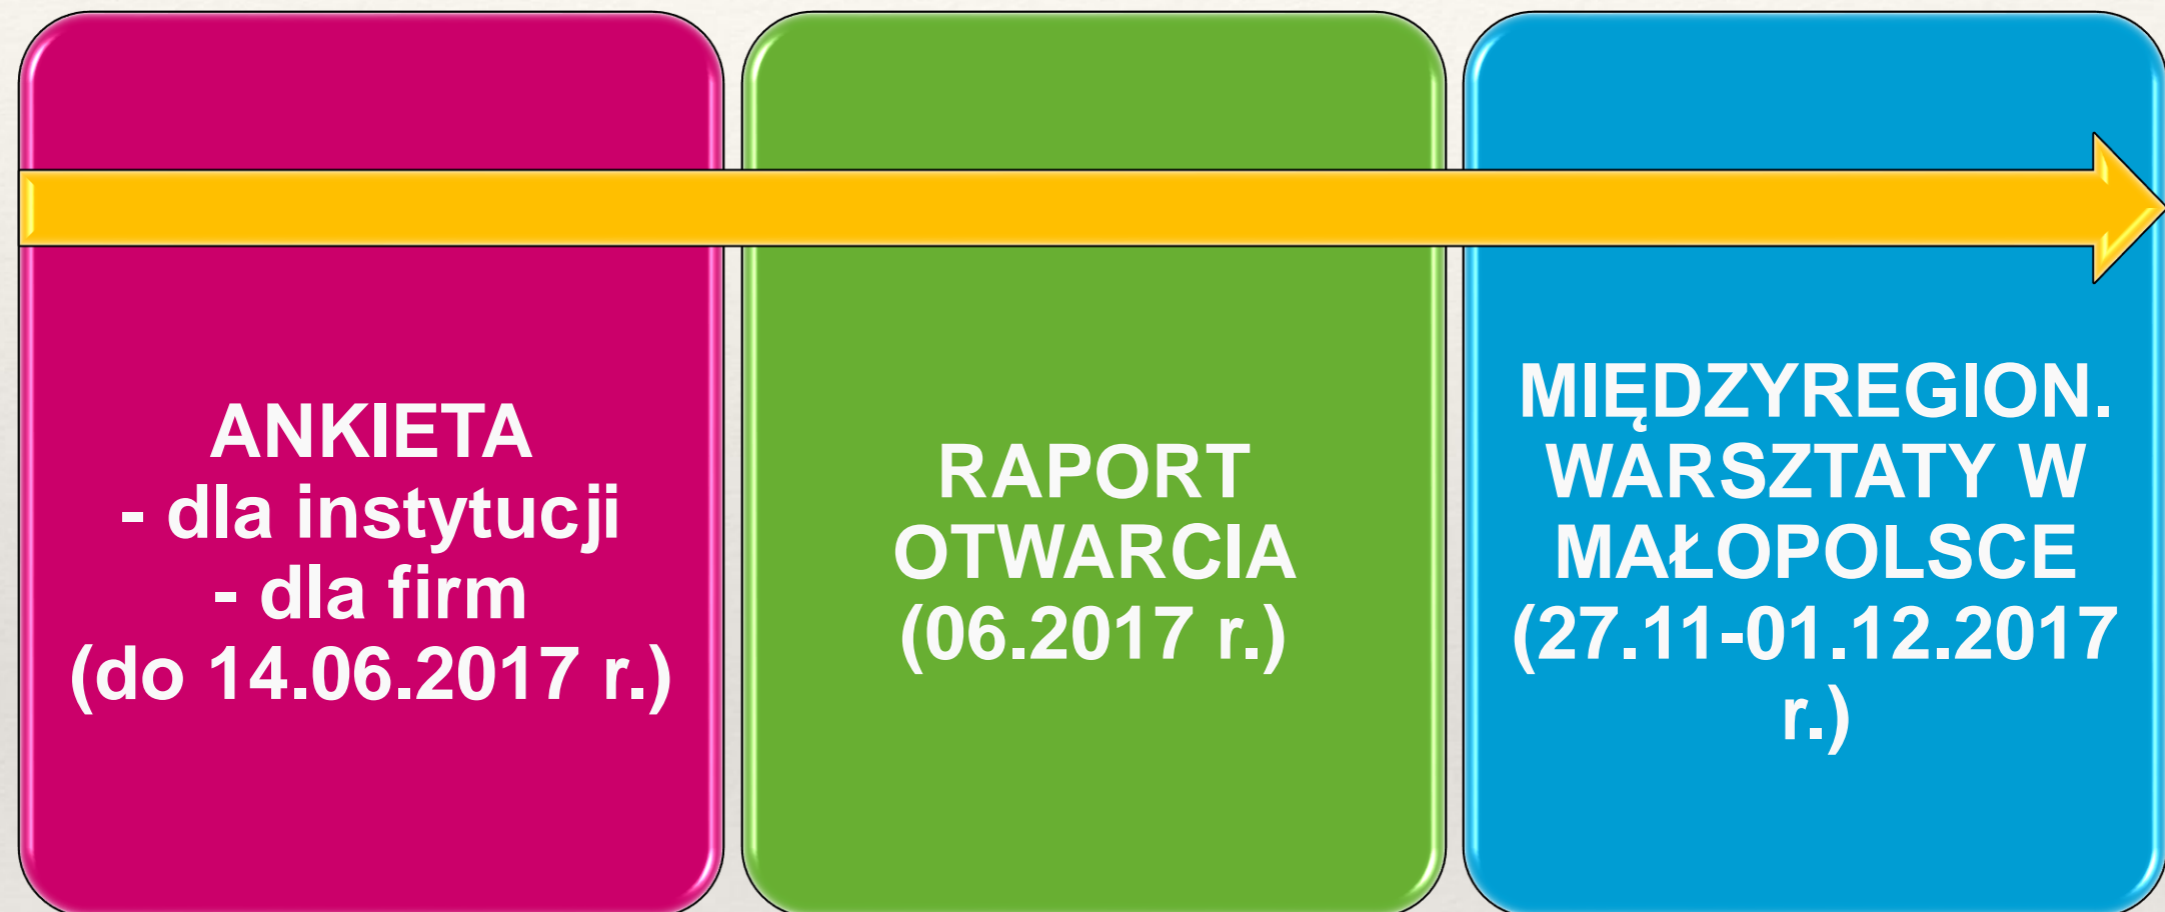 ANKIETA
- dla instytucji
- dla firm
(do 14.06.2017 r.)
RAPORT
OTWARCIA
(06.2017 r.)
MIĘDZYREGION.
WARSZTATY W
MAŁOPOLSCE
(27.11-01.12.2017
r.)